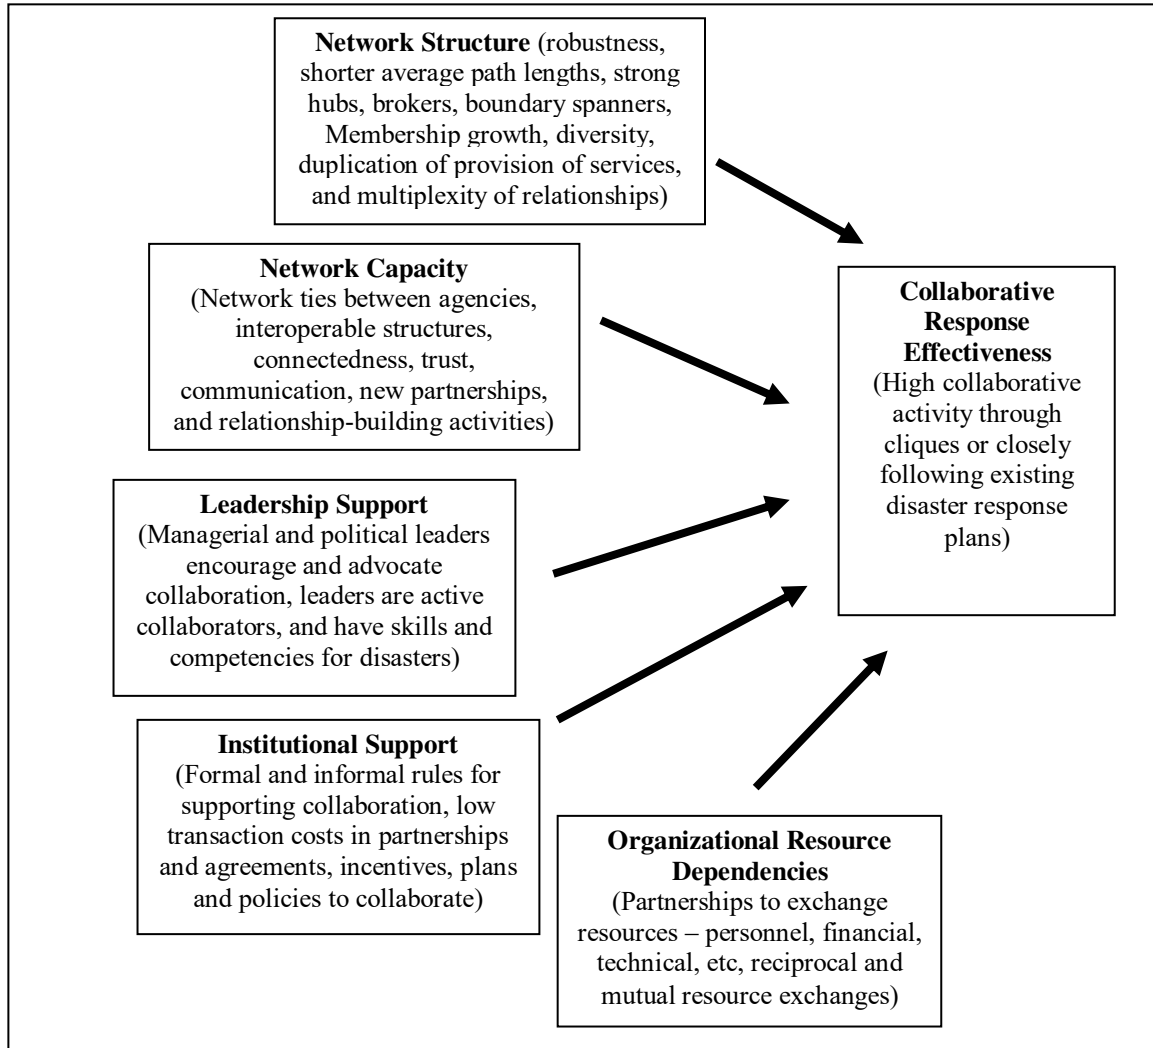 Network Structure (robustness,
shorter average path lengths, strong
hubs, brokers, boundary spanners,
Membership growth, diversity,
duplication of provision of services,
and multiplexity of relationships)
Network Capacity
(Network ties between agencies,
interoperable structures,
connectedness, trust,
communication, new partnerships,
and relationship-building activities)
Leadership Support
(Managerial and political leaders
encourage and advocate
collaboration, leaders are active
collaborators, and have skills and
competencies for disasters)
Institutional Support
(Formal and informal rules for
supporting collaboration, low
transaction costs in partnerships
and agreements, incentives, plans
and policies to collaborate)
Organizational Resource
Dependencies
(Partnerships to exchange
resources – personnel, financial,
technical, etc, reciprocal and
mutual resource exchanges)
Collaborative
Response
Effectiveness
(High collaborative
activity through
cliques or closely
following existing
disaster response
plans)